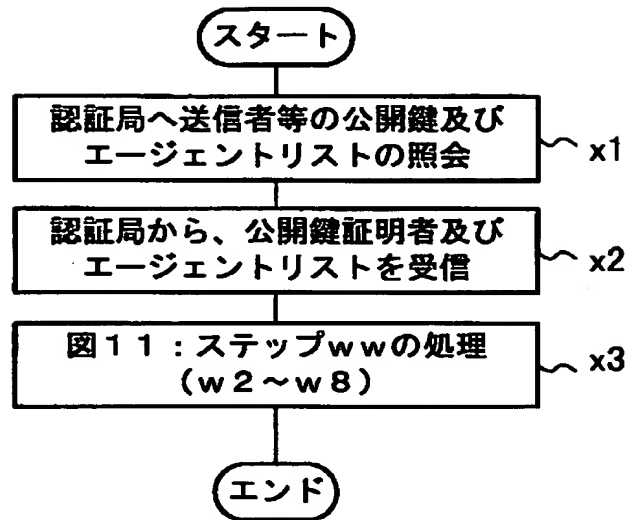 スタート
認証局へ送信者等の公開鍵及び
エージェントリストの照会
x1
認証局から、公開鍵証明者及び
エージェントリストを受信
x2
図１１：ステップｗｗの処理
（ｗ２～ｗ８）
x3
エンド